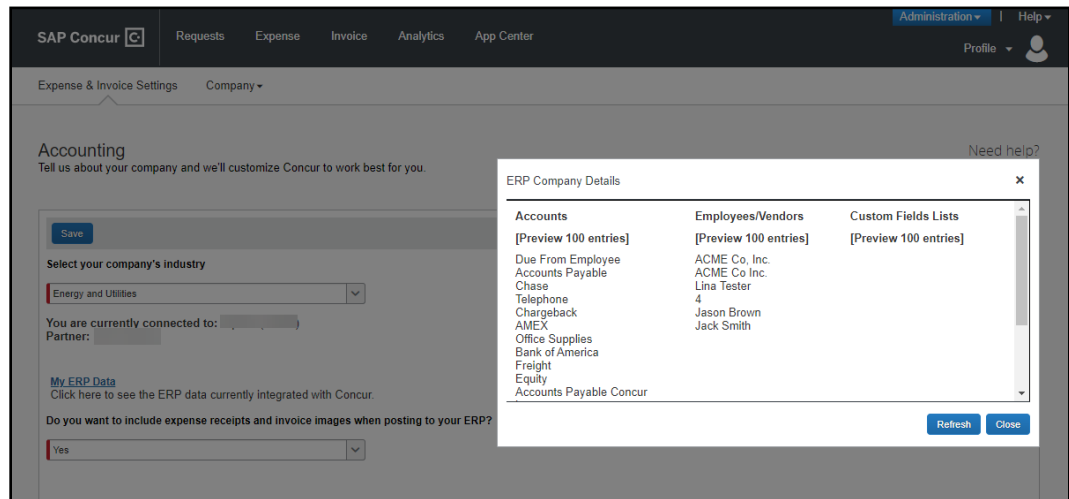 Administration | Help
SAP Concur C Requests Expense Invoice Analytics App Center
Profile
Expense & Invoice Settings Company
Accounting
Need help?
Tell us about your company and we'll customize Concur to work best for you.
Save
Select your company's industry
Energy and Utilities
You are currently connected to:
Partner:
My ERP Data
Click here to see the ERP data currently integrated with Concur.
Do you want to include expense receipts and invoice images when posting to your ERP?
Yes
ERP Company Details ×
Accounts Employees/Vendors Custom Fields Lists
[Preview 100 entries] [Preview 100 entries] [Preview 100 entries]
Due From Employee ACME Co, Inc.
Accounts Payable ACME Co Inc.
Chase Lina Tester
Telephone 4
Chargeback Jason Brown
AMEX Jack Smith
Office Supplies
Bank of America
Freight
Equity
Accounts Payable Concur
Refresh Close